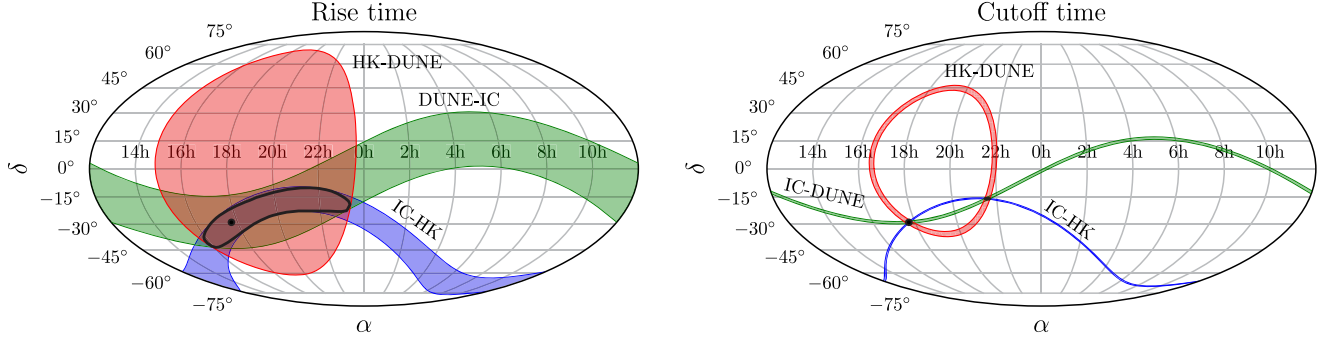 Rise time
75°
60°
45°
30°
15°
0°
−15°
−30°
−45°
−60°
−75°
δ
HK-DUNE
DUNE-IC
14h 16h 18h 20h 22h 0h 2h 4h 6h 8h 10h
IC-HK
α
Cutoff time
75°
60°
45°
30°
15°
0°
−15°
−30°
−45°
−60°
−75°
δ
HK-DUNE
14h 16h 18h 20h 22h 0h 2h 4h 6h 8h 10h
IC-DUNE
IC-HK
α